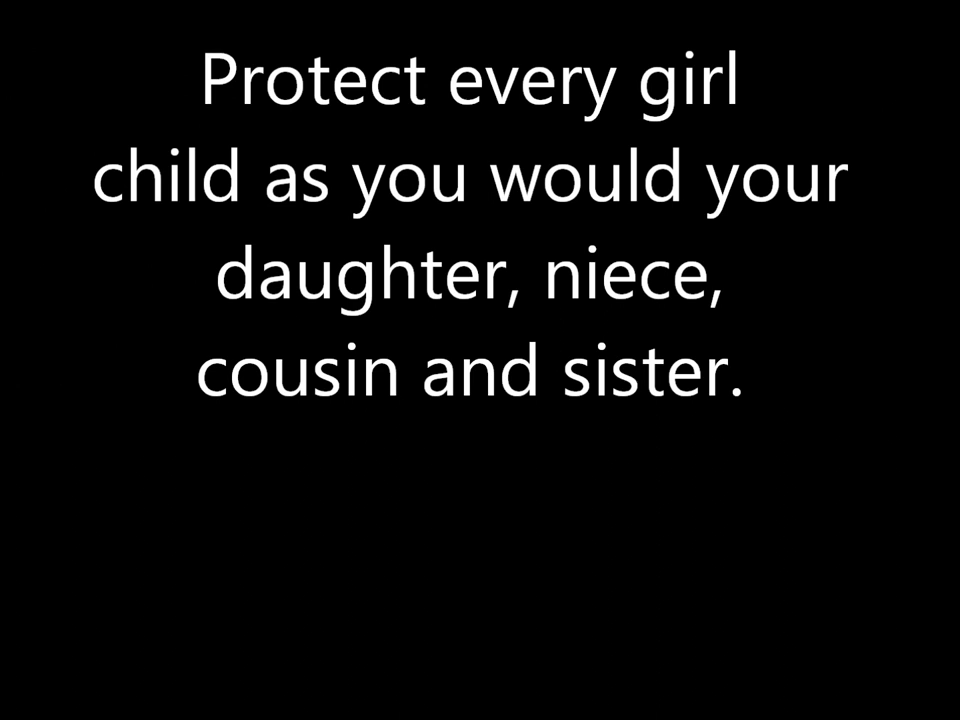 Protect every girl
child as you would your
daughter, niece,
cousin and sister.